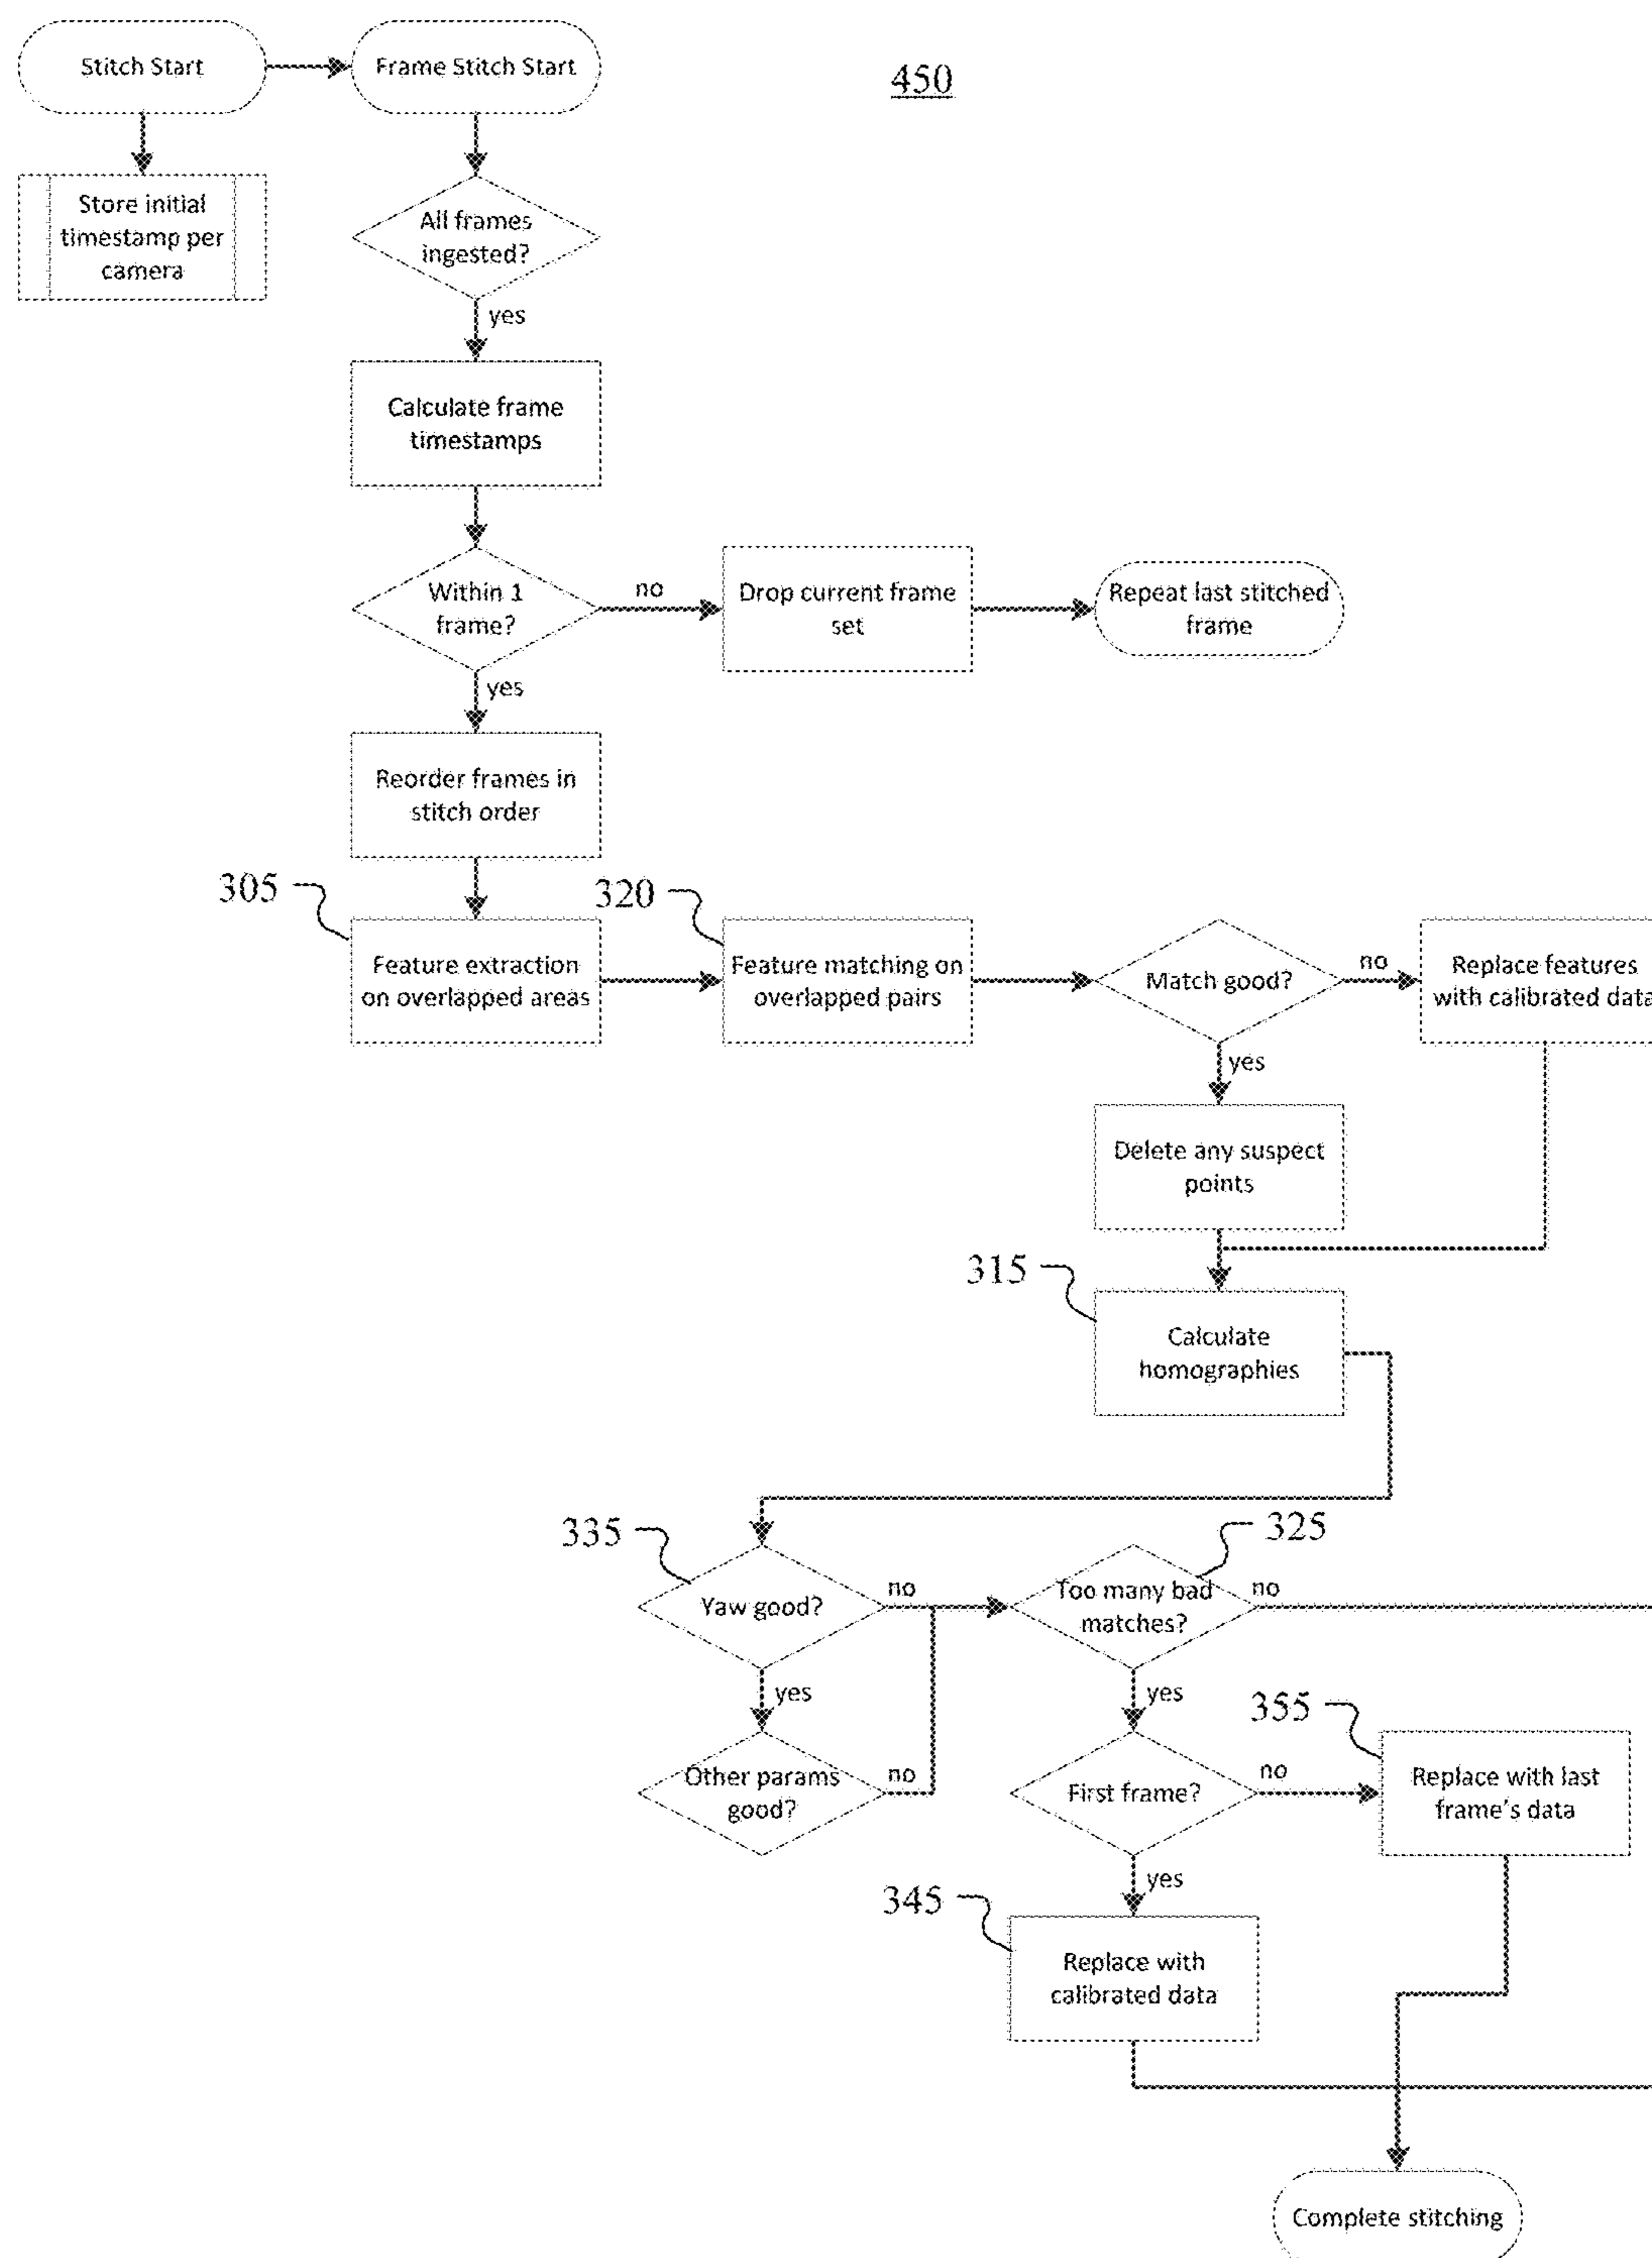 Stitch Start
Frame Stitch Start
450
Store initial
timestamp per
camera
All frames
ingested?
yes
Calculate frame
timestamps
Within 1
frame?
no
Drop current frame
set
Repeat last stitched
frame
yes
Reorder frames in
stitch order
305
320
Feature extraction
on overlapped areas
Feature matching on
overlapped pairs
Match good?
no
Replace features
with calibrated data
yes
Delete any suspect
points
315
Calculate
homographies
335
325
Yaw good?
no
Too many bad
matches?
no
yes
yes
355
Other params
good?
no
First frame?
no
Replace with last
frame's data
yes
345
Replace with
calibrated data
Complete stitching